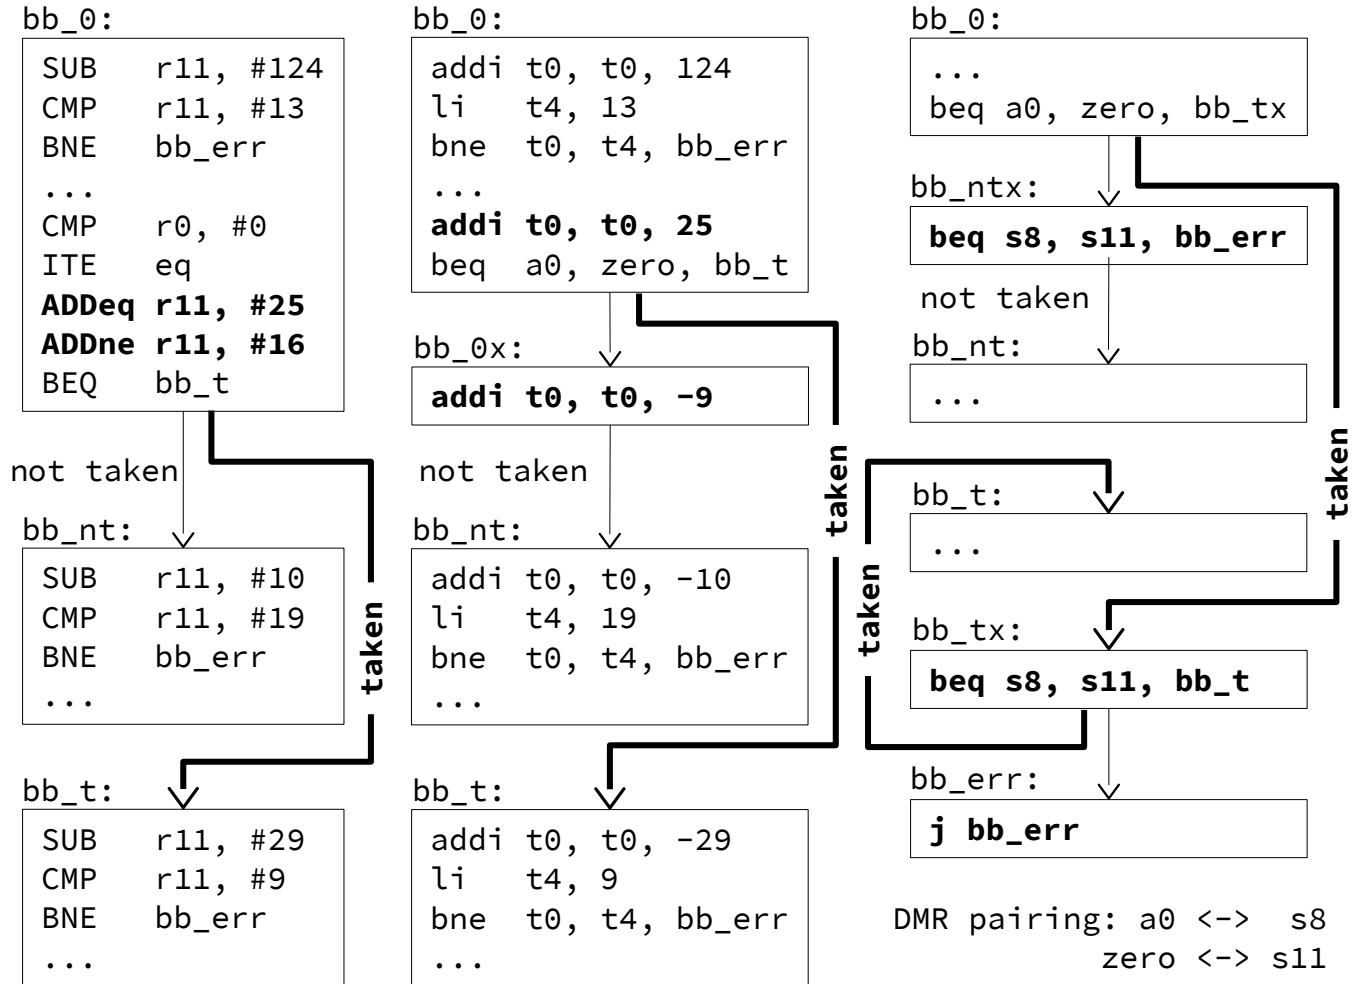 bb_0:
SUB r11, #124
CMP r11, #13
BNE bb_err
...
CMP r0, #0
ITE eq
ADDeq r11, #25
ADDne r11, #16
BEQ bb_t
not taken
taken
bb_nt:
SUB r11, #10
CMP r11, #19
BNE bb_err
...
bb_t:
SUB r11, #29
CMP r11, #9
BNE bb_err
...
bb_0:
addi t0, t0, 124
li t4, 13
bne t0, t4, bb_err
...
addi t0, t0, 25
beq a0, zero, bb_t
bb_0x:
addi t0, t0, -9
not taken
taken
bb_nt:
addi t0, t0, -10
li t4, 19
bne t0, t4, bb_err
...
bb_t:
addi t0, t0, -29
li t4, 9
bne t0, t4, bb_err
...
bb_0:
...
beq a0, zero, bb_tx
bb_ntx:
beq s8, s11, bb_err
not taken
taken
bb_nt:
...
bb_t:
...
taken
bb_tx:
beq s8, s11, bb_t
bb_err:
j bb_err
DMR pairing: a0 <-> s8
zero <-> s11